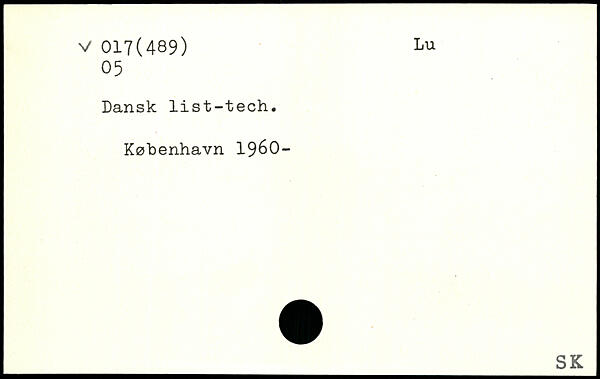 ✓ 017(489) Lu
05
Dansk list-tech.
København 1960-
SK